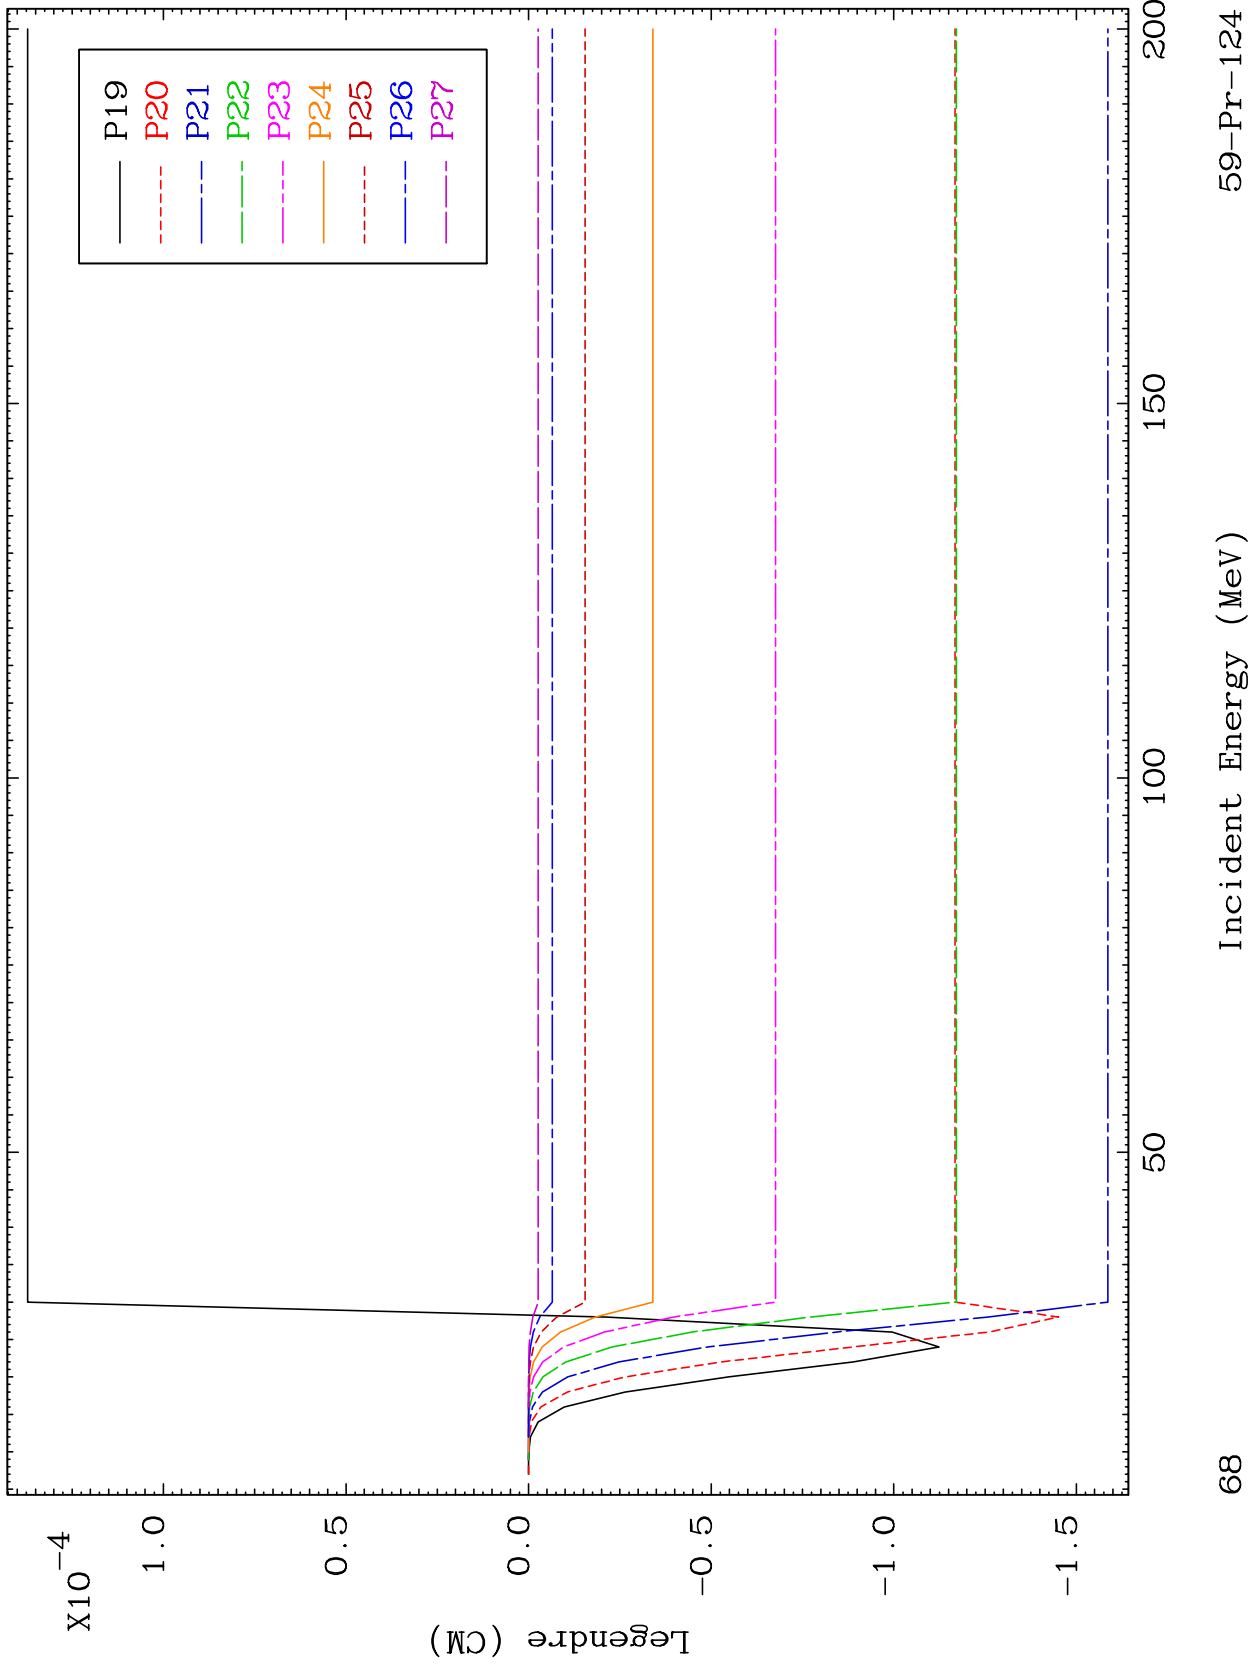 X10-4
1.0
0.5
0.0
-0.5
-1.0
-1.5
Legendre (CM)
P19
P20
P21
P22
P23
P24
P25
P26
P27
50
100
150
200
Incident Energy (MeV)
68
59-Pr-124